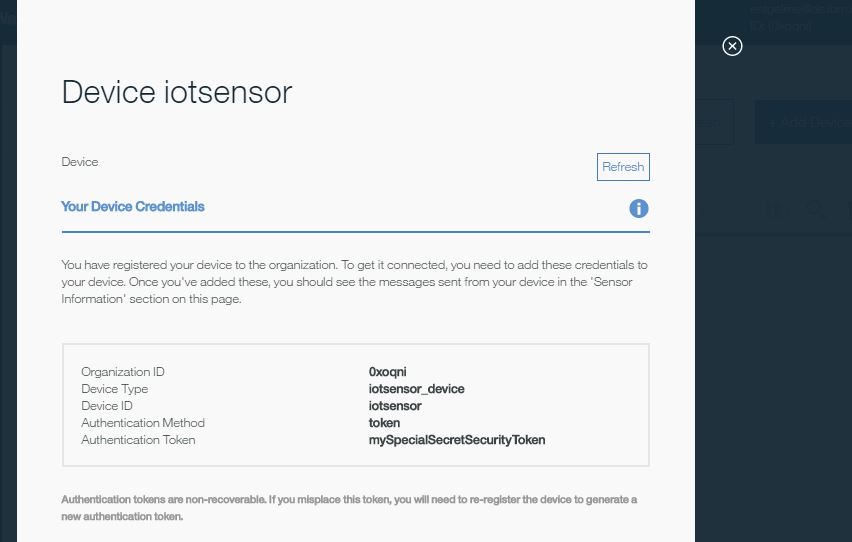 Device iotsensor
Device
Refresh
Your Device Credentials
You have registered your device to the organization. To get it connected, you need to add these credentials to
your device. Once you've added these, you should see the messages sent from your device in the 'Sensor
Information' section on this page.
Organization ID 0xoqni
Device Type iotsensor_device
Device ID iotsensor
Authentication Method token
Authentication Token mySpecialSecretSecurityToken
Authentication tokens are non-recoverable. If you misplace this token, you will need to re-register the device to generate a
new authentication token.
+ Add Device